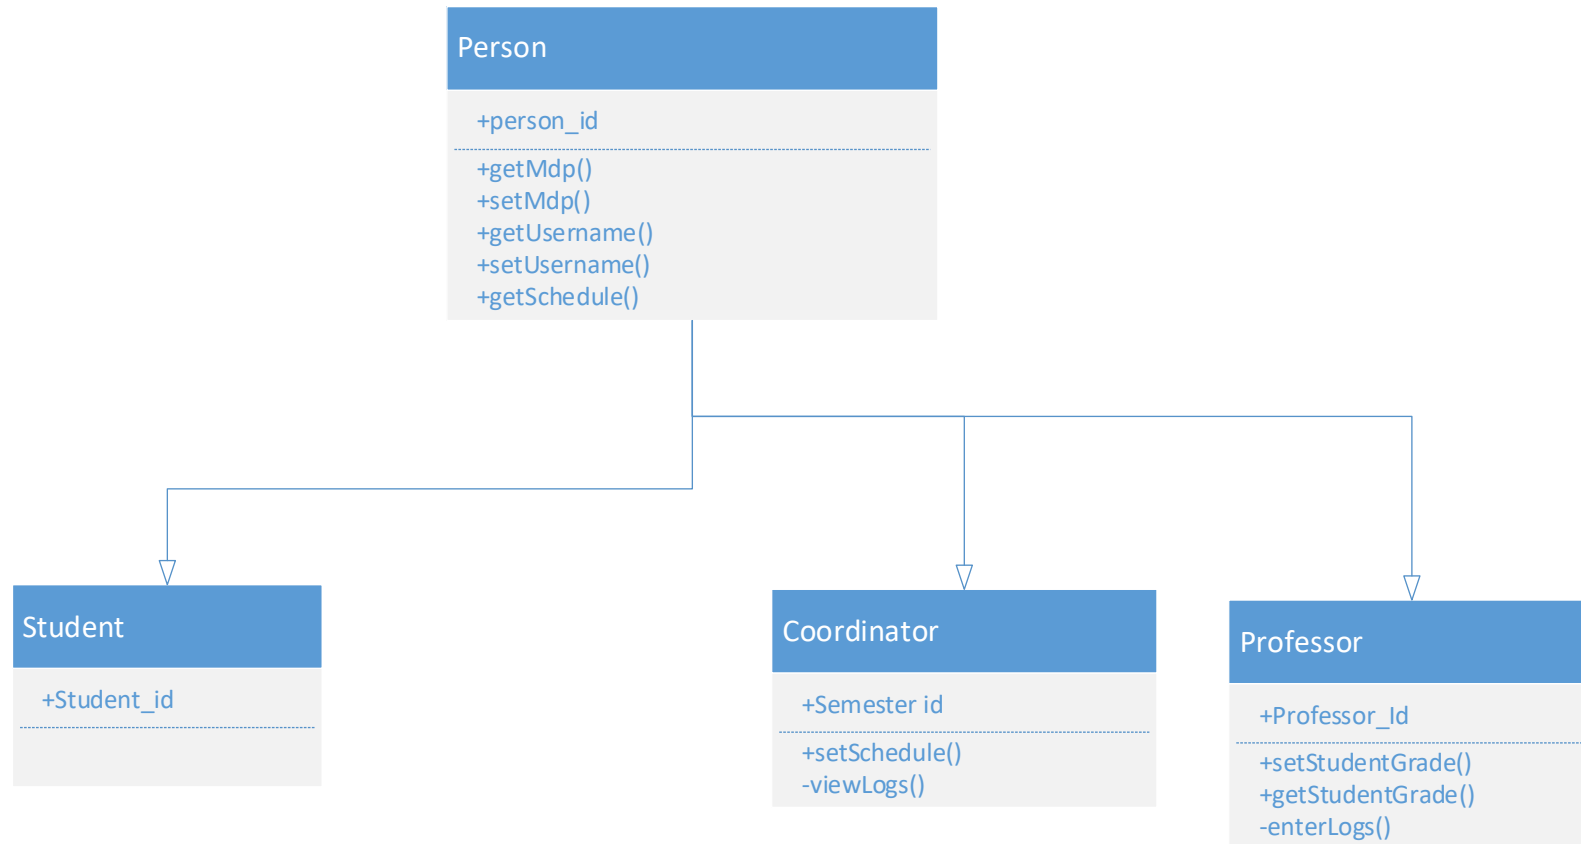 Person
+person_id
+getMdp()
+setMdp()
+getUsername()
+setUsername()
+getSchedule()
Student
+Student_id
Coordinator
+Semester id
+setSchedule()
-viewLogs()
Professor
+Professor_Id
+setStudentGrade()
+getStudentGrade()
-enterLogs()